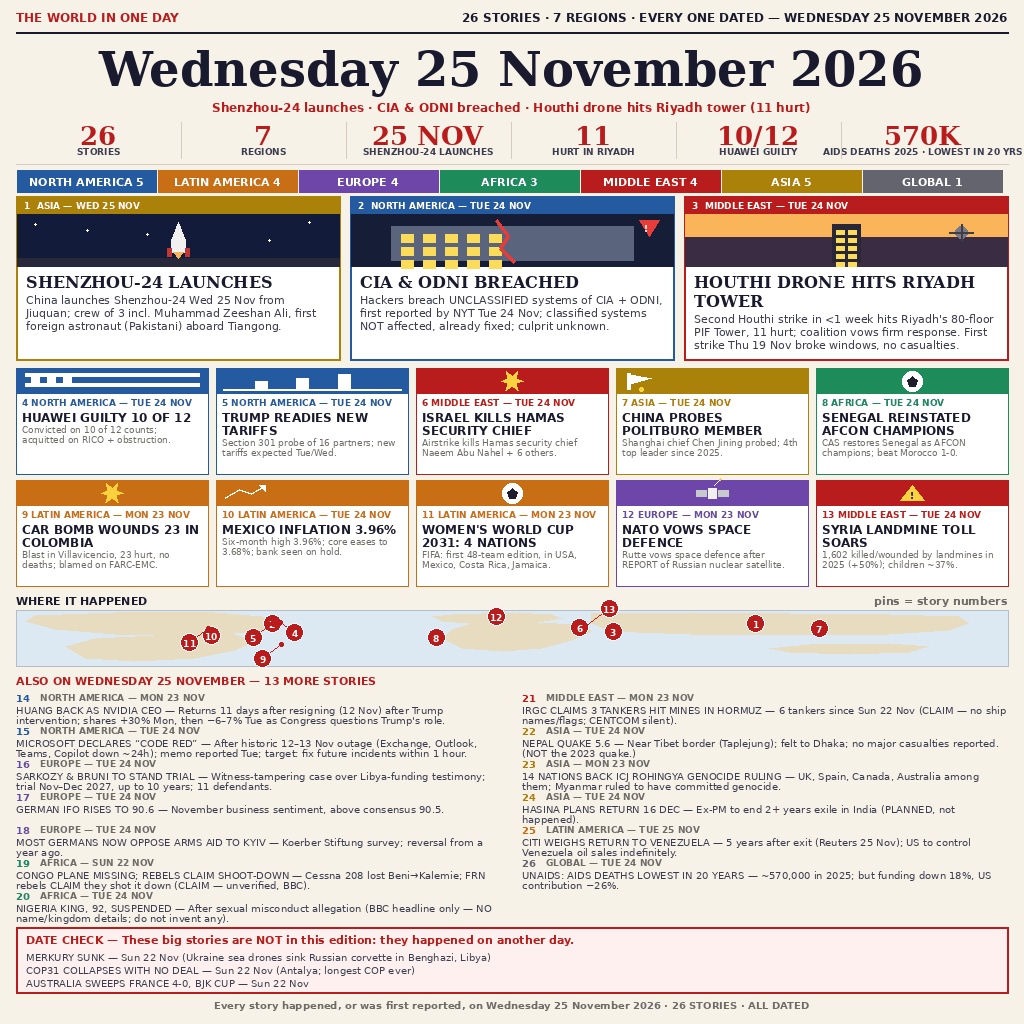 THE WORLD IN ONE DAY
26 STORIES · 7 REGIONS · EVERY ONE DATED — WEDNESDAY 25 NOVEMBER 2026
Wednesday 25 November 2026
Shenzhou-24 launches · CIA & ODNI breached · Houthi drone hits Riyadh tower (11 hurt)
26
STORIES
7
REGIONS
25 NOV
SHENZHOU-24 LAUNCHES
11
HURT IN RIYADH
10/12
HUAWEI GUILTY
570K
AIDS DEATHS 2025 · LOWEST IN 20 YRS
NORTH AMERICA 5
LATIN AMERICA 4
EUROPE 4
AFRICA 3
MIDDLE EAST 4
ASIA 5
GLOBAL 1
1 ASIA — WED 25 NOV
SHENZHOU-24 LAUNCHES
China launches Shenzhou-24 Wed 25 Nov from
Jiuquan; crew of 3 incl. Muhammad Zeeshan Ali, first
foreign astronaut (Pakistani) aboard Tiangong.
2 NORTH AMERICA — TUE 24 NOV
!
CIA & ODNI BREACHED
Hackers breach UNCLASSIFIED systems of CIA + ODNI,
first reported by NYT Tue 24 Nov; classified systems
NOT affected, already fixed; culprit unknown.
3 MIDDLE EAST — TUE 24 NOV
HOUTHI DRONE HITS RIYADH
TOWER
Second Houthi strike in <1 week hits Riyadh's 80-floor
PIF Tower, 11 hurt; coalition vows firm response. First
strike Thu 19 Nov broke windows, no casualties.
4 NORTH AMERICA — TUE 24 NOV
HUAWEI GUILTY 10 OF 12
Convicted on 10 of 12 counts;
acquitted on RICO + obstruction.
5 NORTH AMERICA — TUE 24 NOV
TRUMP READIES NEW
TARIFFS
Section 301 probe of 16 partners; new
tariffs expected Tue/Wed.
6 MIDDLE EAST — TUE 24 NOV
ISRAEL KILLS HAMAS
SECURITY CHIEF
Airstrike kills Hamas security chief
Naeem Abu Nahel + 6 others.
7 ASIA — TUE 24 NOV
CHINA PROBES
POLITBURO MEMBER
Shanghai chief Chen Jining probed; 4th
top leader since 2025.
8 AFRICA — TUE 24 NOV
SENEGAL REINSTATED
AFCON CHAMPIONS
CAS restores Senegal as AFCON
champions; beat Morocco 1-0.
9 LATIN AMERICA — MON 23 NOV
CAR BOMB WOUNDS 23 IN
COLOMBIA
Blast in Villavicencio, 23 hurt, no
deaths; blamed on FARC-EMC.
10 LATIN AMERICA — TUE 24 NOV
MEXICO INFLATION 3.96%
Six-month high 3.96%; core eases to
3.68%; bank seen on hold.
11 LATIN AMERICA — MON 23 NOV
WOMEN'S WORLD CUP
2031: 4 NATIONS
FIFA: first 48-team edition, in USA,
Mexico, Costa Rica, Jamaica.
12 EUROPE — MON 23 NOV
NATO VOWS SPACE
DEFENCE
Rutte vows space defence after
REPORT of Russian nuclear satellite.
!
13 MIDDLE EAST — TUE 24 NOV
SYRIA LANDMINE TOLL
SOARS
1,602 killed/wounded by landmines in
2025 (+50%); children ~37%.
WHERE IT HAPPENED
pins = story numbers
11
10
5
4
9
8
12
6
13
3
1
7
ALSO ON WEDNESDAY 25 NOVEMBER — 13 MORE STORIES
14 NORTH AMERICA — MON 23 NOV
HUANG BACK AS NVIDIA CEO — Returns 11 days after resigning (12 Nov) after Trump
intervention; shares +30% Mon, then −6–7% Tue as Congress questions Trump's role.
15 NORTH AMERICA — TUE 24 NOV
MICROSOFT DECLARES "CODE RED" — After historic 12–13 Nov outage (Exchange, Outlook,
Teams, Copilot down ~24h); memo reported Tue; target: fix future incidents within 1 hour.
16 EUROPE — TUE 24 NOV
SARKOZY & BRUNI TO STAND TRIAL — Witness-tampering case over Libya-funding testimony;
trial Nov–Dec 2027, up to 10 years; 11 defendants.
17 EUROPE — TUE 24 NOV
GERMAN IFO RISES TO 90.6 — November business sentiment, above consensus 90.5.
18 EUROPE — TUE 24 NOV
MOST GERMANS NOW OPPOSE ARMS AID TO KYIV — Koerber Stiftung survey; reversal from a
year ago.
19 AFRICA — SUN 22 NOV
CONGO PLANE MISSING; REBELS CLAIM SHOOT-DOWN — Cessna 208 lost Beni→Kalemie; FRN
rebels CLAIM they shot it down (CLAIM — unverified, BBC).
20 AFRICA — TUE 24 NOV
NIGERIA KING, 92, SUSPENDED — After sexual misconduct allegation (BBC headline only — NO
name/kingdom details; do not invent any).
21 MIDDLE EAST — MON 23 NOV
IRGC CLAIMS 3 TANKERS HIT MINES IN HORMUZ — 6 tankers since Sun 22 Nov (CLAIM — no ship
names/flags; CENTCOM silent).
22 ASIA — TUE 24 NOV
NEPAL QUAKE 5.6 — Near Tibet border (Taplejung); felt to Dhaka; no major casualties reported.
(NOT the 2023 quake.)
23 ASIA — MON 23 NOV
14 NATIONS BACK ICJ ROHINGYA GENOCIDE RULING — UK, Spain, Canada, Australia among
them; Myanmar ruled to have committed genocide.
24 ASIA — TUE 24 NOV
HASINA PLANS RETURN 16 DEC — Ex-PM to end 2+ years exile in India (PLANNED, not
happened).
25 LATIN AMERICA — TUE 25 NOV
CITI WEIGHS RETURN TO VENEZUELA — 5 years after exit (Reuters 25 Nov); US to control
Venezuela oil sales indefinitely.
26 GLOBAL — TUE 24 NOV
UNAIDS: AIDS DEATHS LOWEST IN 20 YEARS — ~570,000 in 2025; but funding down 18%, US
contribution −26%.
DATE CHECK — These big stories are NOT in this edition: they happened on another day.
MERKURY SUNK — Sun 22 Nov (Ukraine sea drones sink Russian corvette in Benghazi, Libya)
COP31 COLLAPSES WITH NO DEAL — Sun 22 Nov (Antalya; longest COP ever)
AUSTRALIA SWEEPS FRANCE 4-0, BJK CUP — Sun 22 Nov
Every story happened, or was first reported, on Wednesday 25 November 2026 · 26 STORIES · ALL DATED